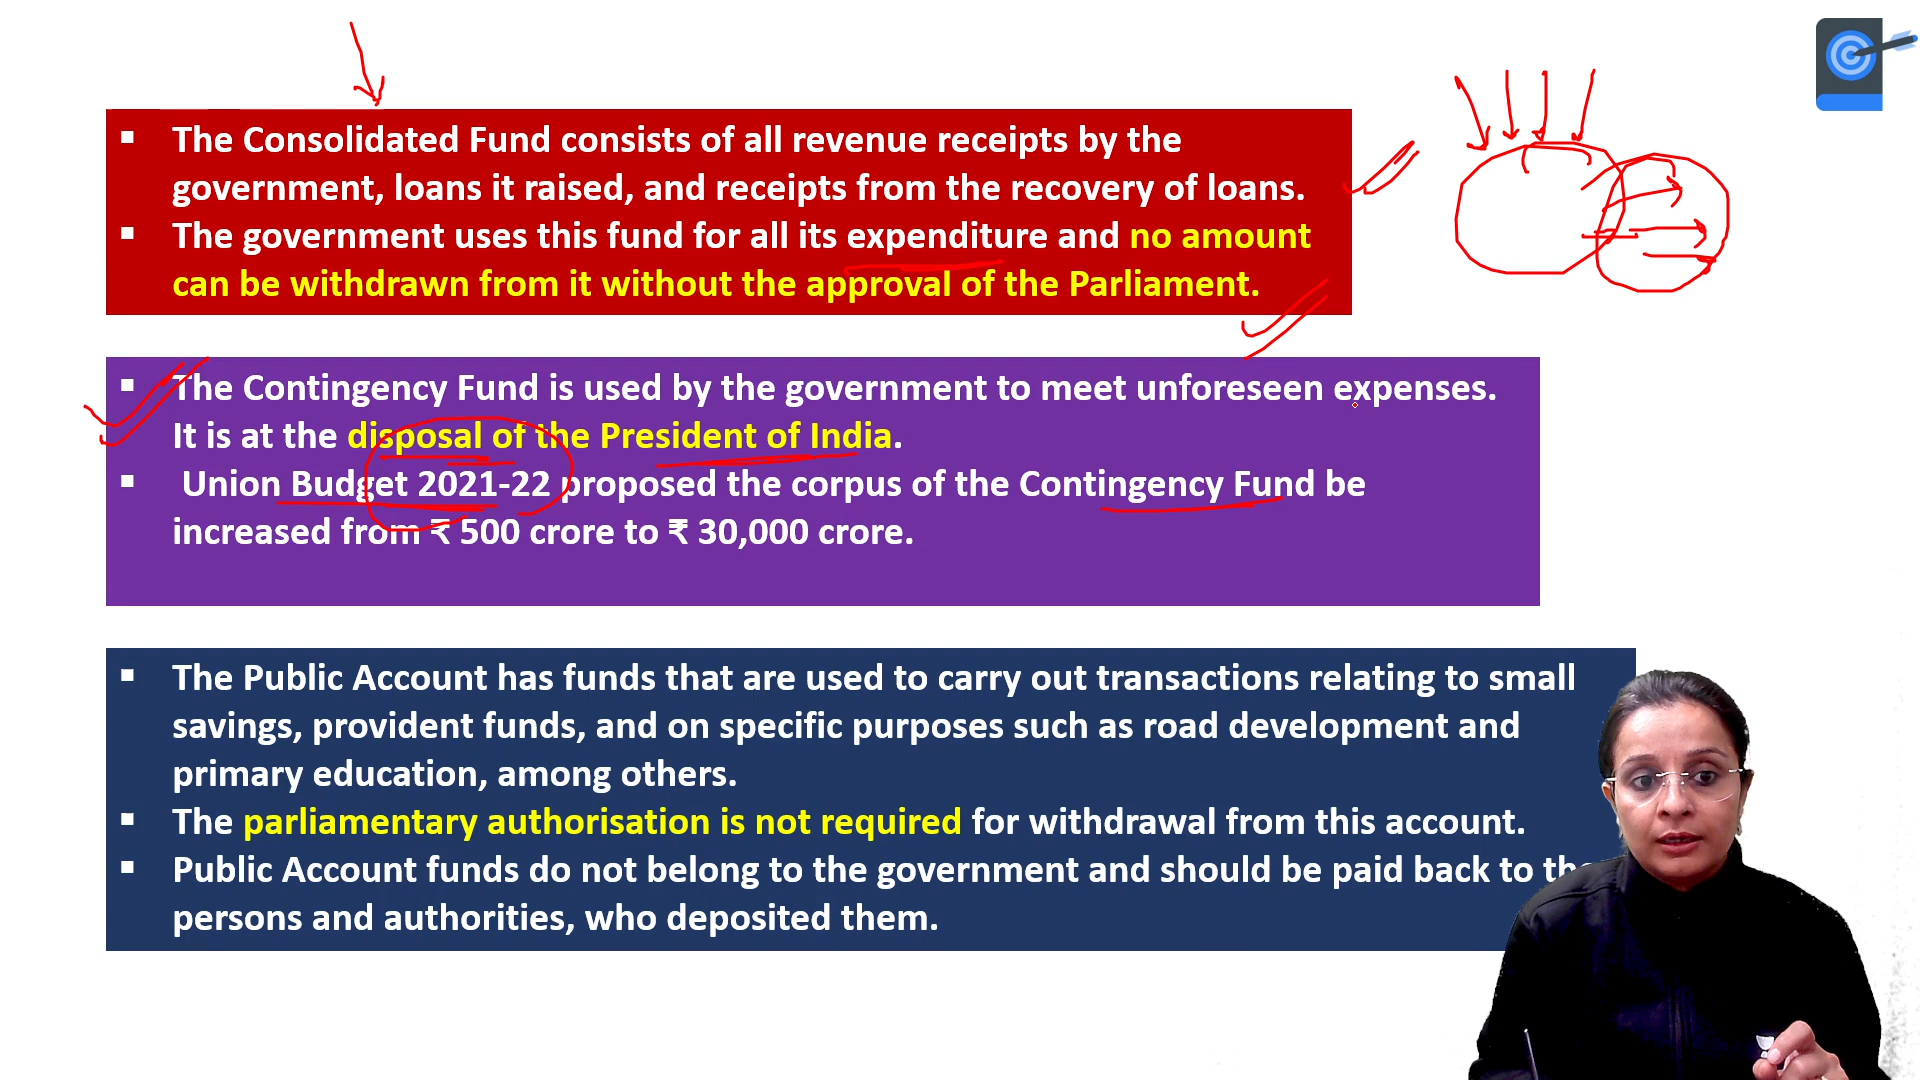 ▪ The Consolidated Fund consists of all revenue receipts by the
government, loans it raised, and receipts from the recovery of loans.
▪ The government uses this fund for all its expenditure and no amount
can be withdrawn from it without the approval of the Parliament.
▪ The Contingency Fund is used by the government to meet unforeseen expenses.
It is at the disposal of the President of India.
▪ Union Budget 2021-22 proposed the corpus of the Contingency Fund be
increased from ₹ 500 crore to ₹ 30,000 crore.
▪ The Public Account has funds that are used to carry out transactions relating to small
savings, provident funds, and on specific purposes such as road development and
primary education, among others.
▪ The parliamentary authorisation is not required for withdrawal from this account.
▪ Public Account funds do not belong to the government and should be paid back to the
persons and authorities, who deposited them.